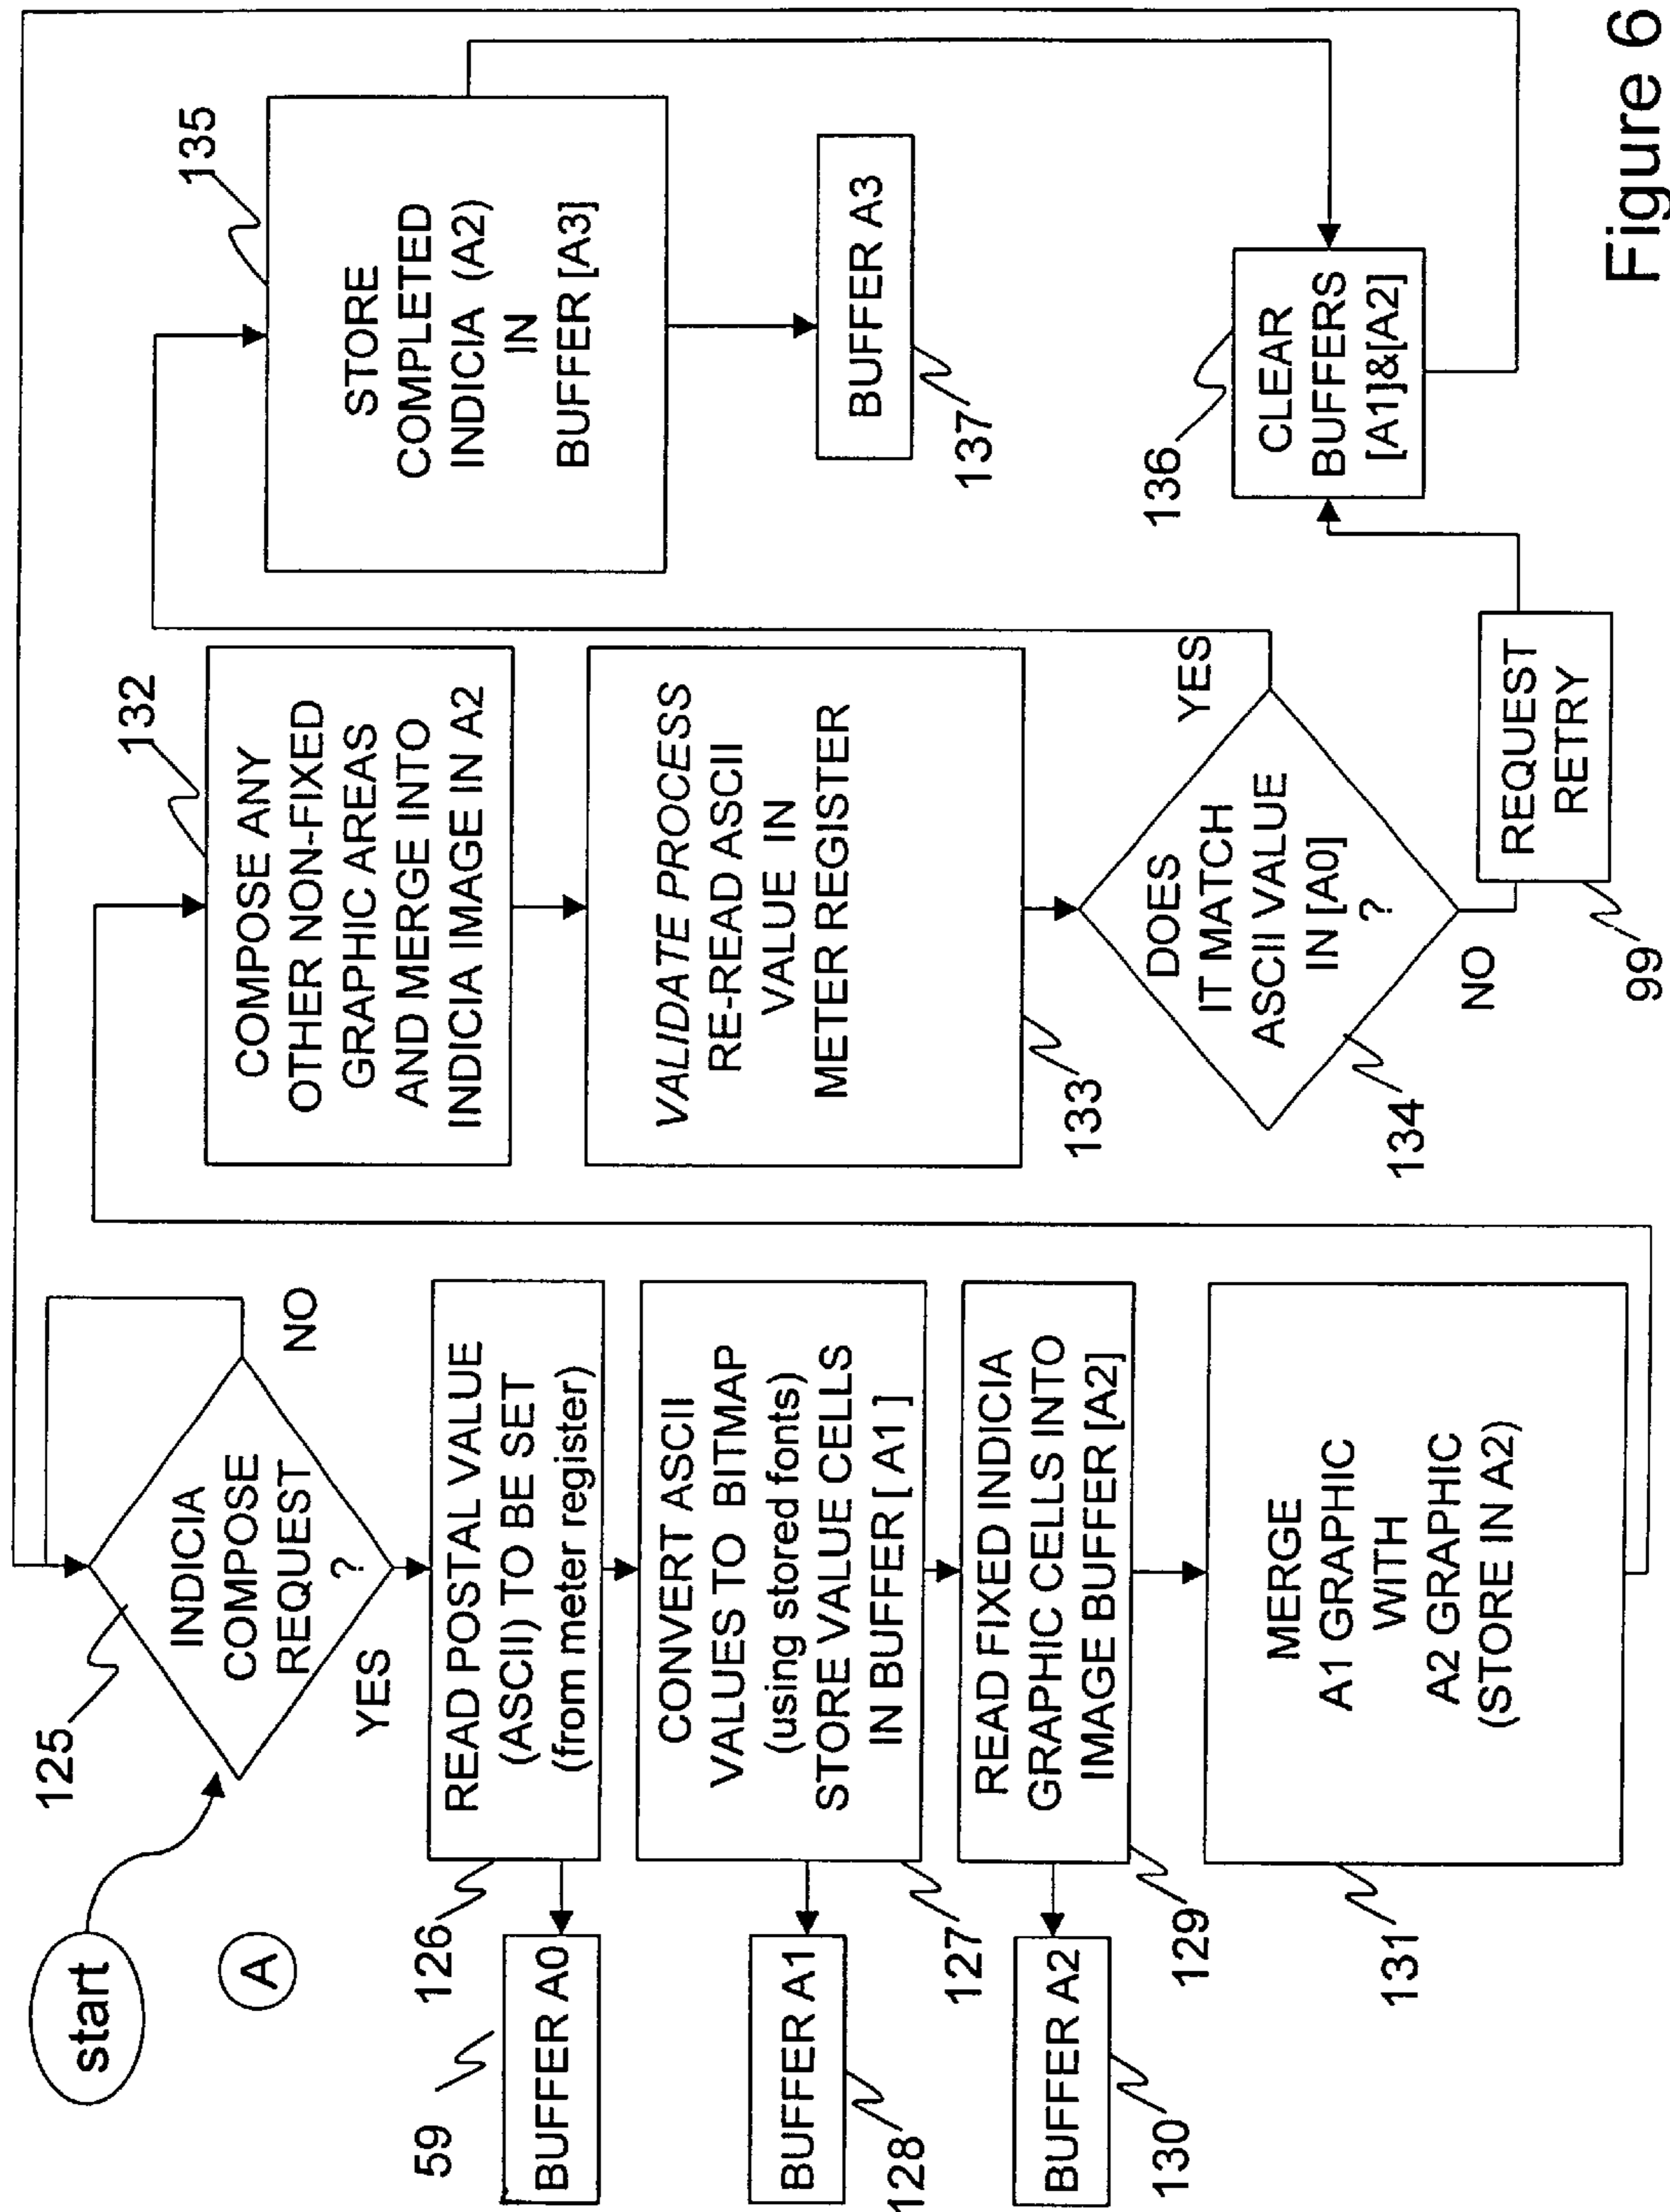 start
A
125
INDICIA
COMPOSE
REQUEST
?
NO
YES
READ POSTAL VALUE
(ASCII) TO BE SET
(from meter register)
126
59
BUFFER A0
CONVERT ASCII
VALUES TO BITMAP
(using stored fonts)
STORE VALUE CELLS
IN BUFFER [ A1 ]
127
BUFFER A1
128
READ FIXED INDICIA
GRAPHIC CELLS INTO
IMAGE BUFFER [A2]
129
BUFFER A2
130
MERGE
A1 GRAPHIC
WITH
A2 GRAPHIC
(STORE IN A2)
131
132
COMPOSE ANY
OTHER NON-FIXED
GRAPHIC AREAS
AND MERGE INTO
INDICIA IMAGE IN A2
VALIDATE PROCESS
RE-READ ASCII
VALUE IN
METER REGISTER
133
DOES
IT MATCH
ASCII VALUE
IN [A0]
?
YES
134
NO
REQUEST
RETRY
99
135
STORE
COMPLETED
INDICIA (A2)
IN
BUFFER [A3]
BUFFER A3
137
136
CLEAR
BUFFERS
[A1]&[A2]
Figure 6